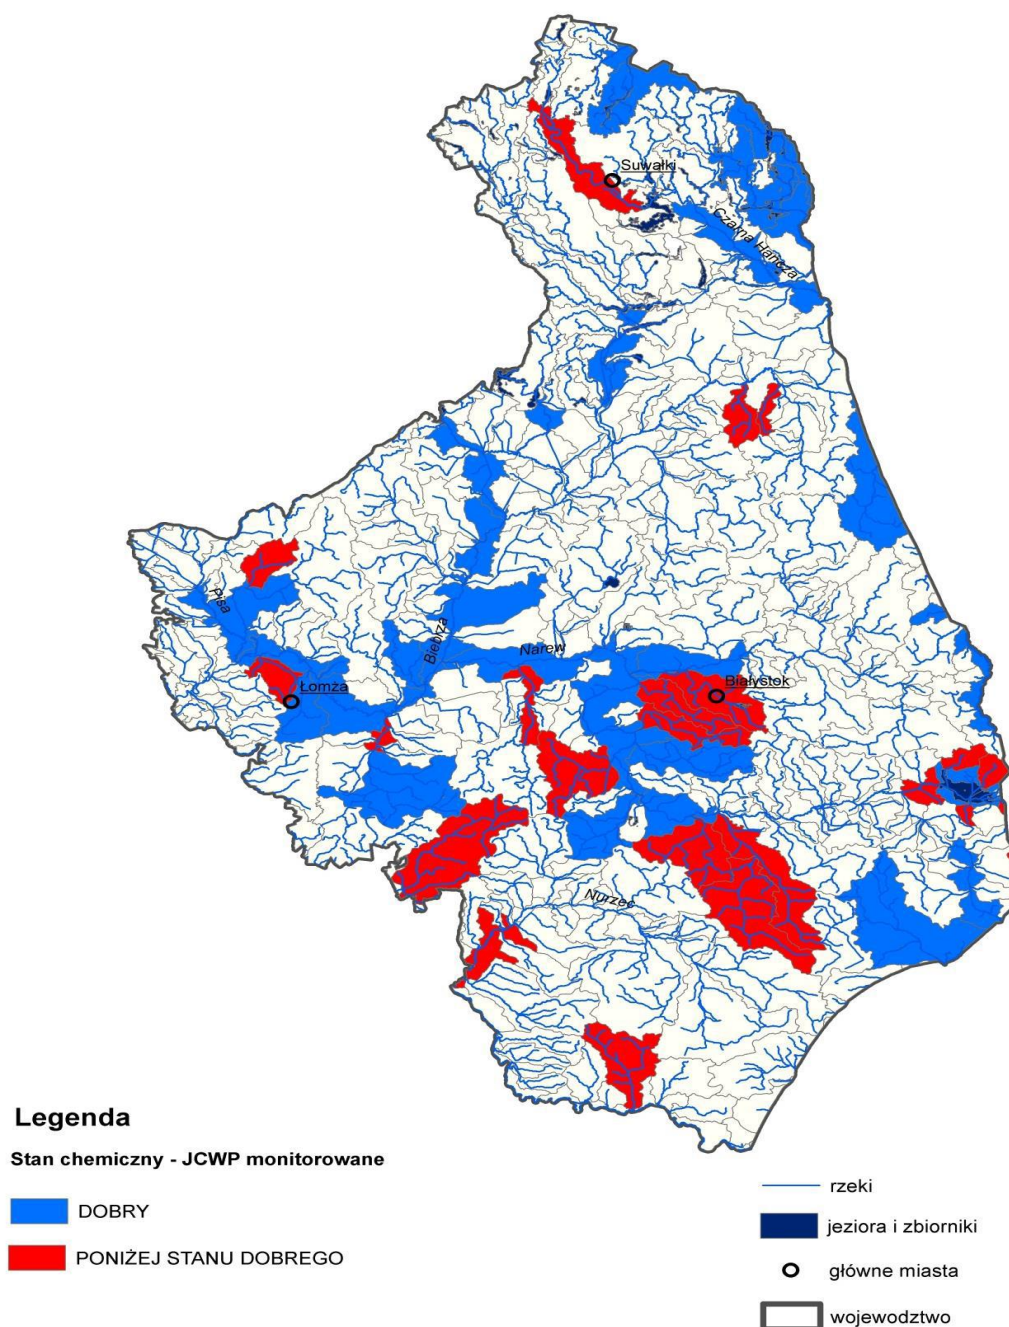 Suwałki
Czarna Hańcza
Pisa
Biebrza
Narew
Łomża
Białystok
Nurzec
Legenda
Stan chemiczny - JCWP monitorowane
DOBRY
PONIŻEJ STANU DOBREGO
rzeki
jeziora i zbiorniki
główne miasta
wojewodztwo